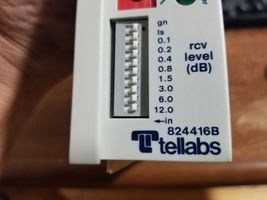 gn
ls
0.1
0.2
0.4
0.8
1.5
3.0
6.0
12.0
←in
rcv
level
(dB)
824416B
tellabs